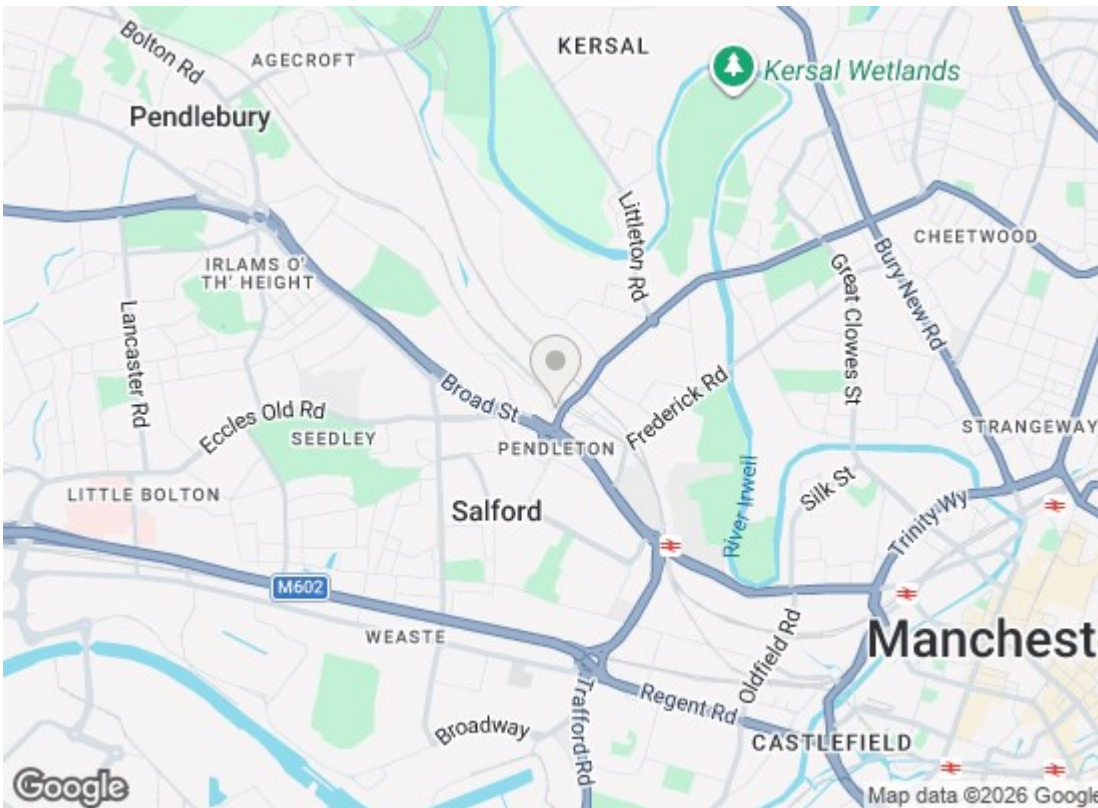 Bolton Rd
AGECROFT
KERSAL
Kersal Wetlands
Pendlebury
Littleton Rd
CHEETWOOD
IRLAMS O'
TH' HEIGHT
Great Clowes St
Bury New Rd
Lancaster Rd
Broad St
Frederick Rd
Eccles Old Rd
SEEDLEY
PENDLETON
STRANGEWAY
LITTLE BOLTON
Salford
Silk St
River Irwell
Trinity Wy
M602
WEASTE
Manchest
Oldfield Rd
Trafford Rd
Regent Rd
Broadway
CASTLEFIELD
Google
Map data ©2026 Google